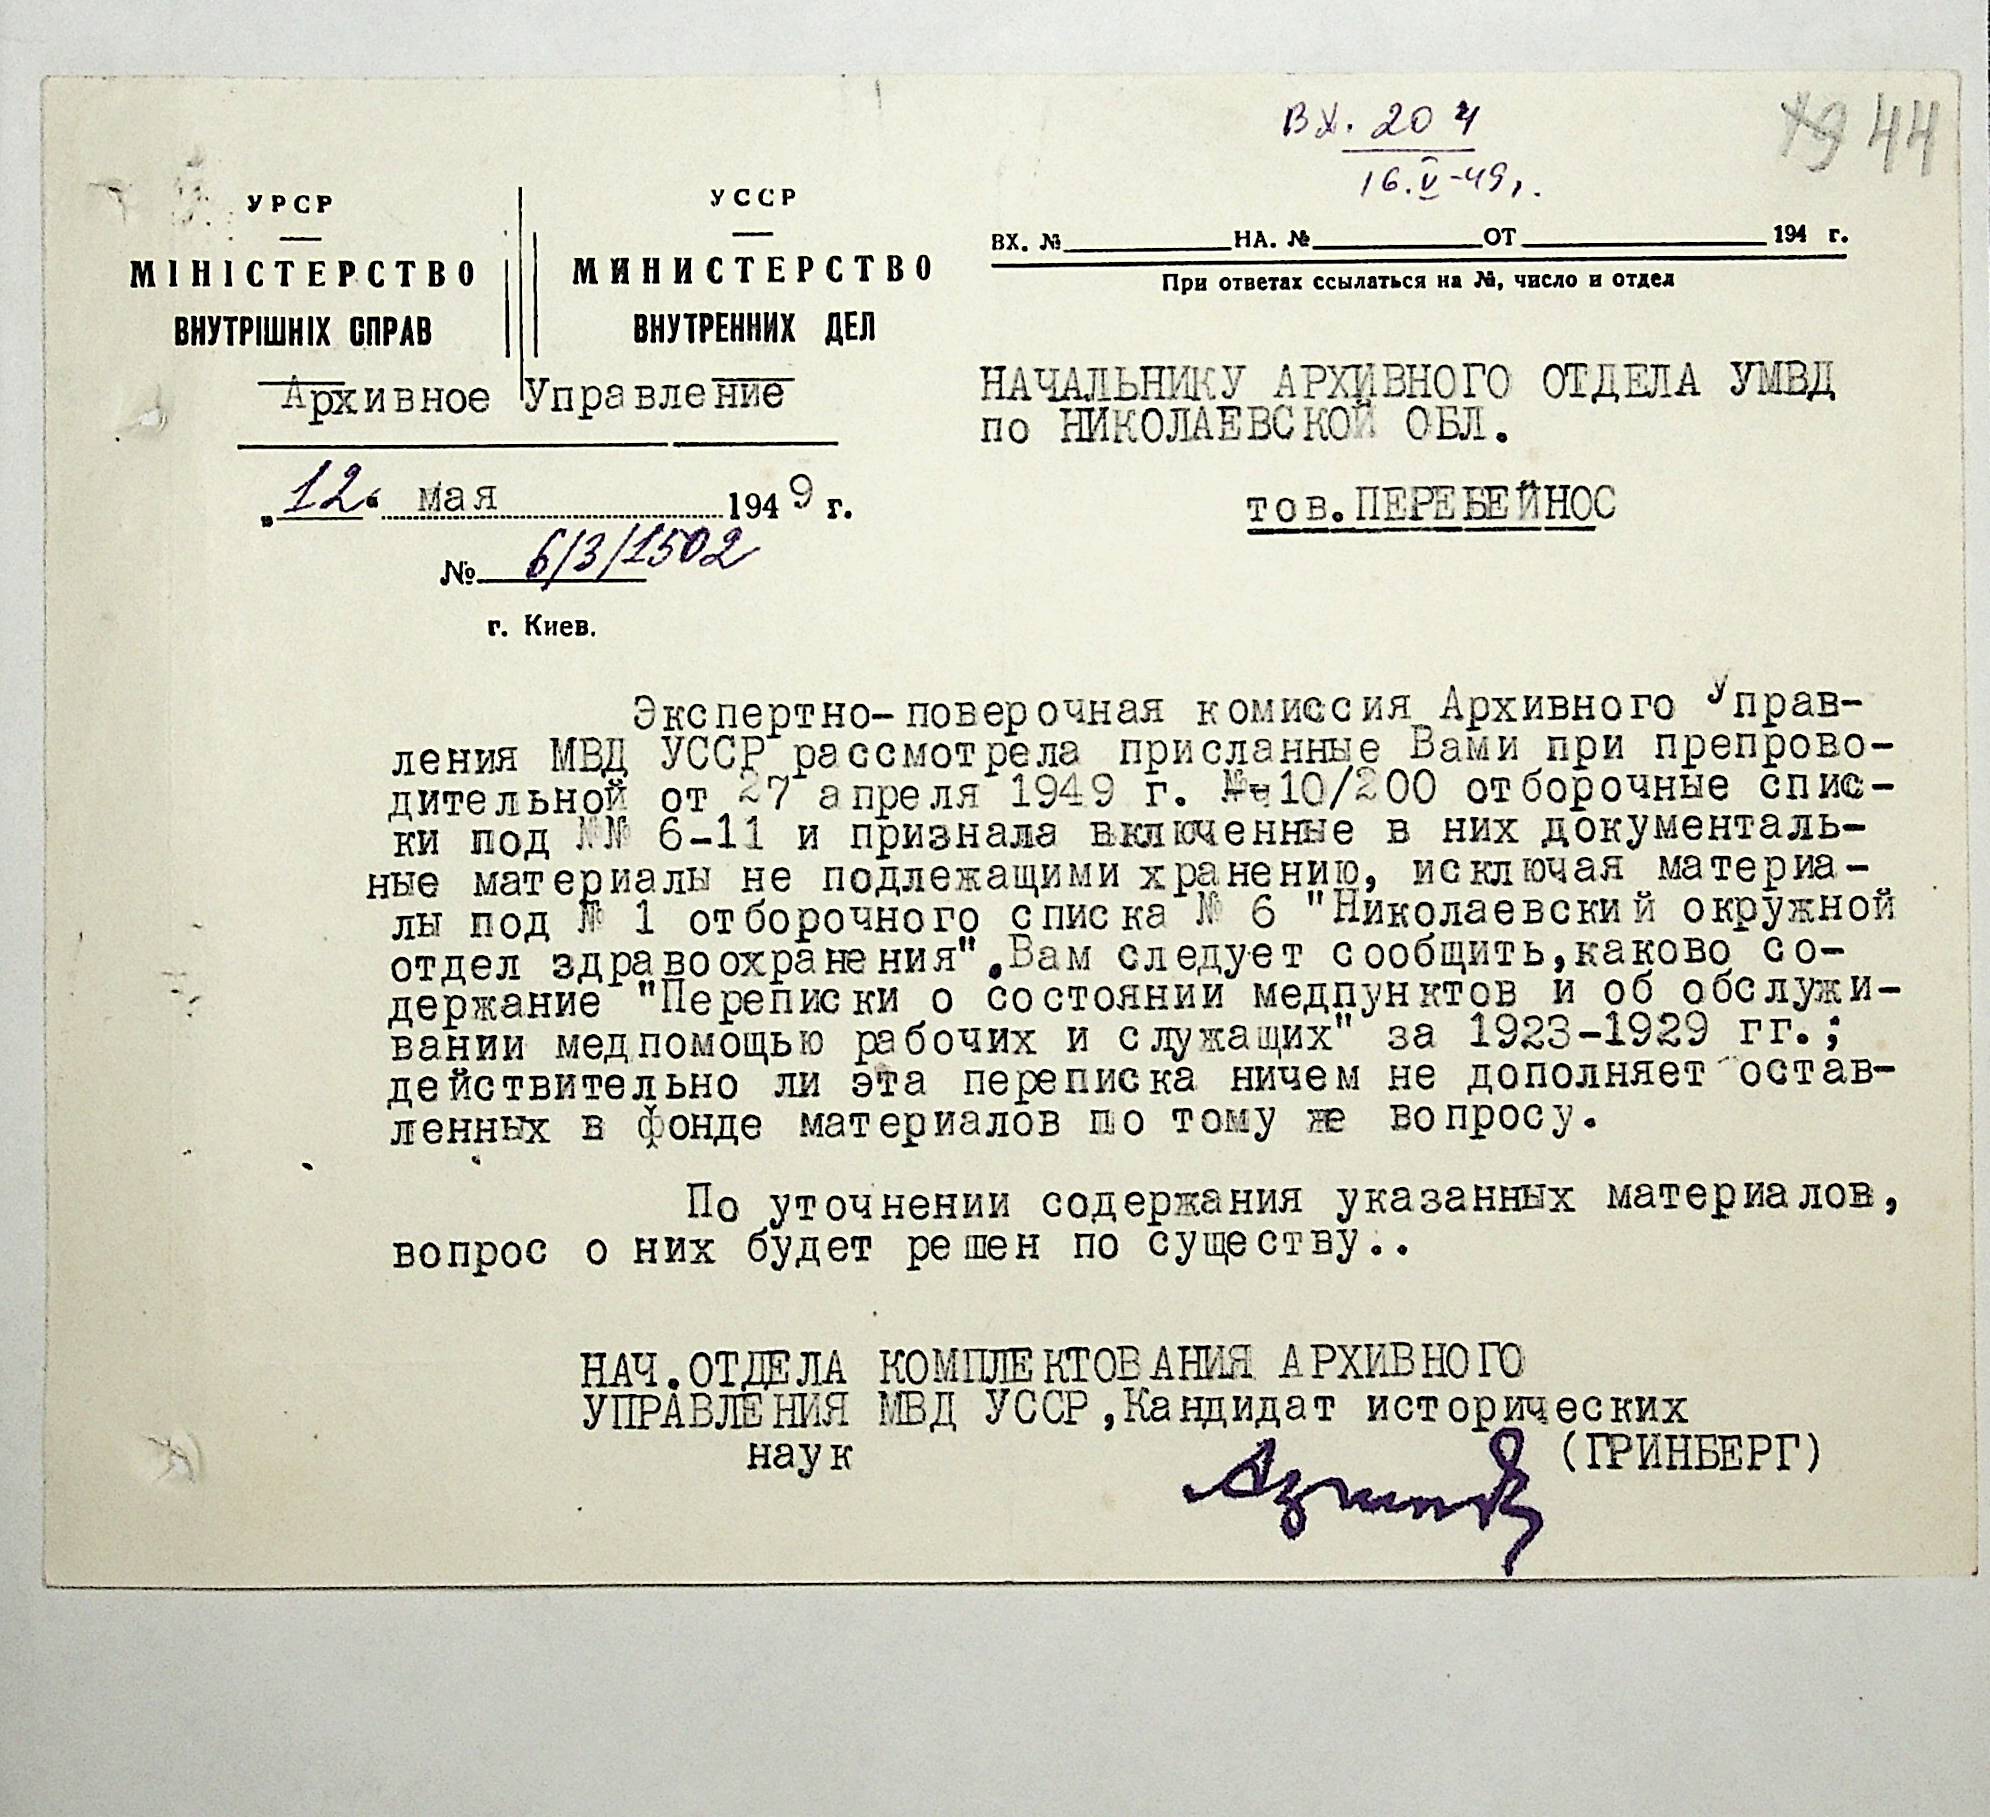 Вх. 204
16.V-49г.
44
УРСР
МІНІСТЕРСТВО
ВНУТРІШНІХ СПРАВ
УССР
МИНИСТЕРСТВО
ВНУТРЕННИХ ДЕЛ
Архивное Управление
„12“ мая 1949 г.
№ 6/3/1502
г. Киев.
ВХ. № НА. № ОТ 194 г.
При ответах ссылаться на №, число и отдел
НАЧАЛЬНИКУ АРХИВНОГО ОТДЕЛА УМВД
по НИКОЛАЕВСКОЙ ОБЛ.
тов.ПЕРЕБЕЙНОС
Экспертно-поверочная комиссия Архивного Управ-
ления МВД УССР рассмотрела присланные Вами при препрово-
дительной от 27 апреля 1949 г. № 10/200 отборочные спис-
ки под №№ 6-11 и признала включенные в них документаль-
ные материалы не подлежащими хранению, исключая материа-
лы под № 1 отборочного списка № 6 "Николаевский окружной
отдел здравоохранения".Вам следует сообщить,каково со-
держание "Переписки о состоянии медпунктов и об обслужи-
вании медпомощью рабочих и служащих" за 1923-1929 гг.;
действительно ли эта переписка ничем не дополняет остав-
ленных в фонде материалов по тому же вопросу.
По уточнении содержания указанных материалов,
вопрос о них будет решен по существу..
НАЧ.ОТДЕЛА КОМПЛЕКТОВАНИЯ АРХИВНОГО
УПРАВЛЕНИЯ МВД УССР,Кандидат исторических
наук (ГРИНБЕРГ)